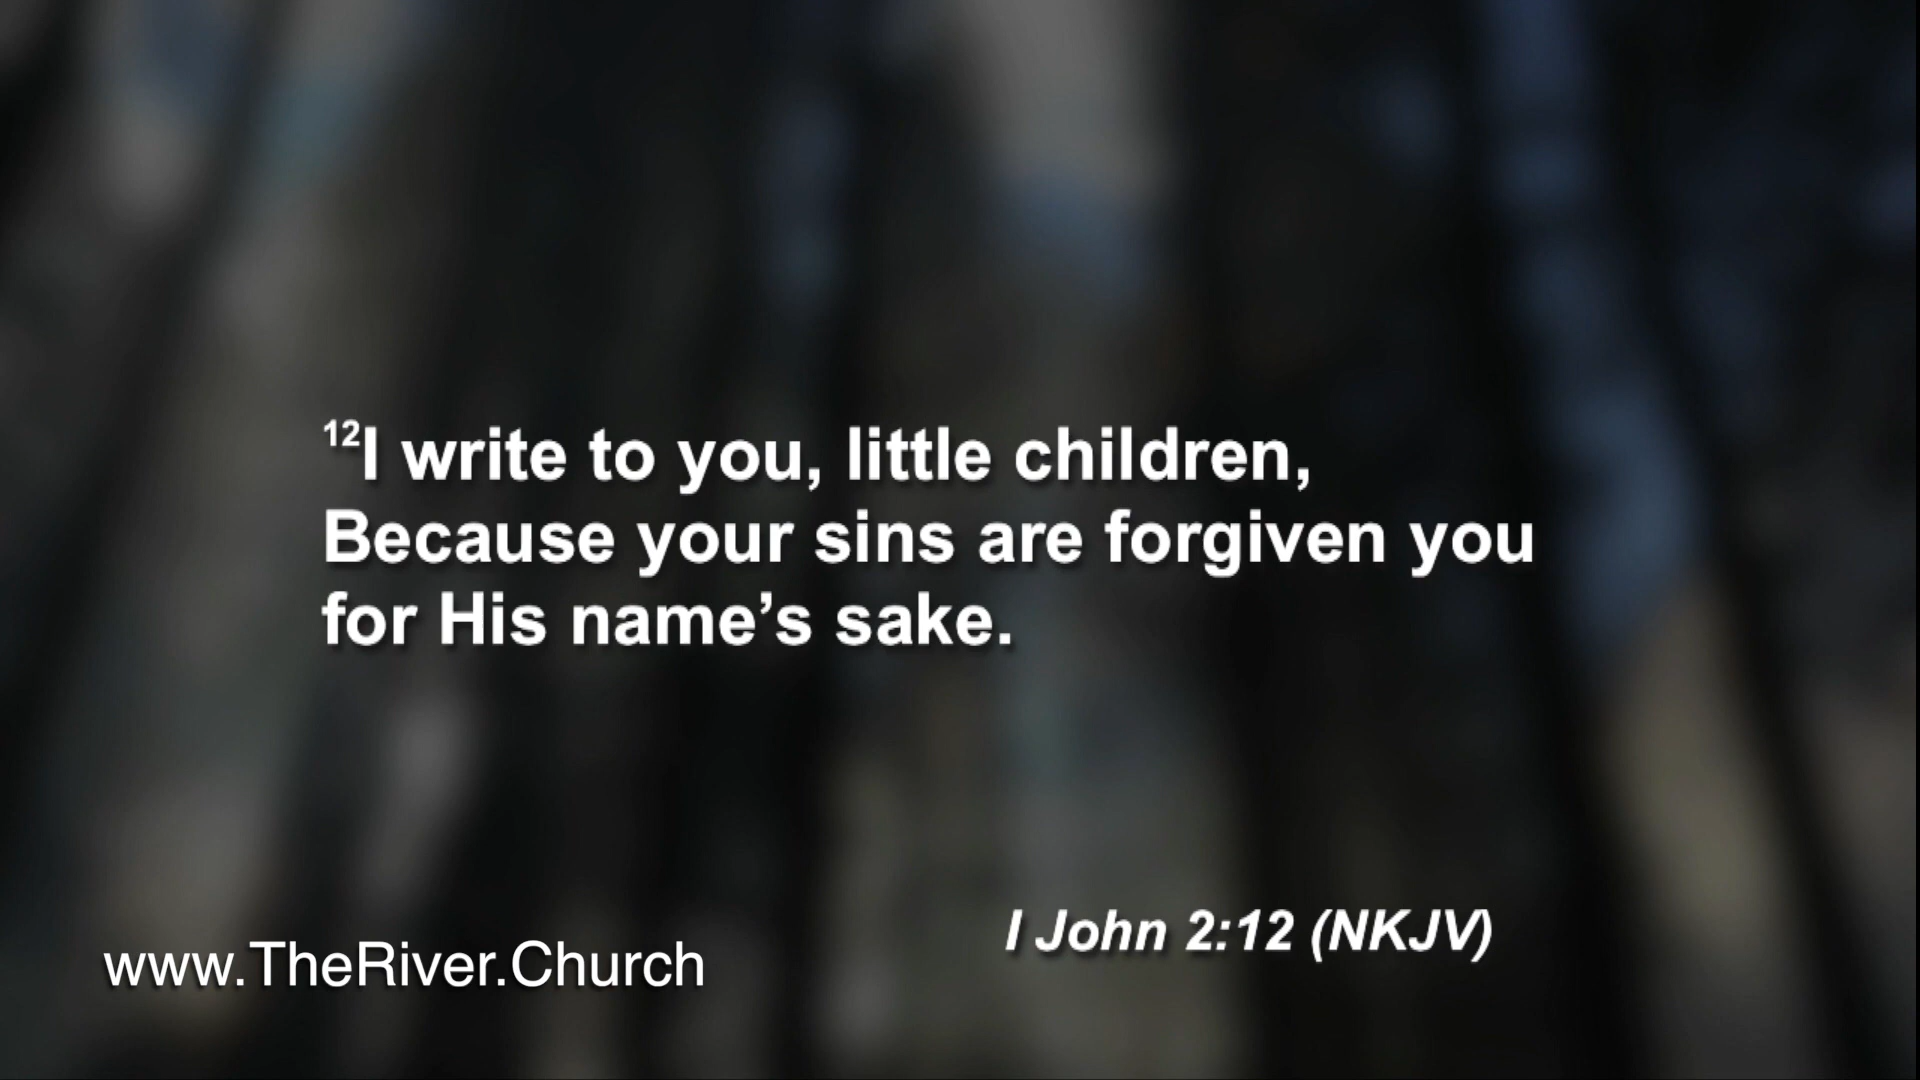 12I write to you, little children,
Because your sins are forgiven you
for His name’s sake.
I John 2:12 (NKJV)
www.TheRiver.Church